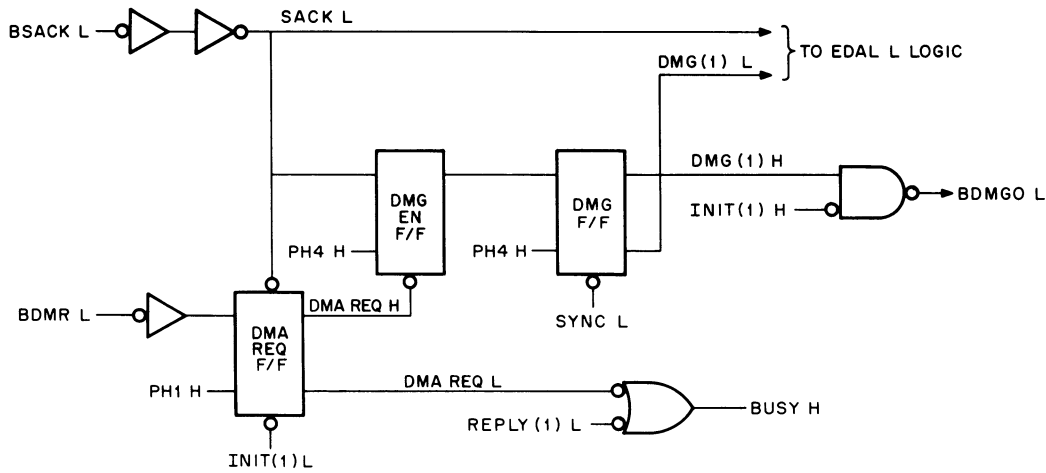 SACK L
BSACK L
TO EDAL L LOGIC
DMG(1) L
DMG(1) H
DMG
EN
F/F
DMG
F/F
BDMGO L
INIT(1) H
PH4 H
PH4 H
DMA REQ H
BDMR L
SYNC L
DMA
REQ
F/F
DMA REQ L
PH1 H
BUSY H
REPLY(1) L
INIT(1)L